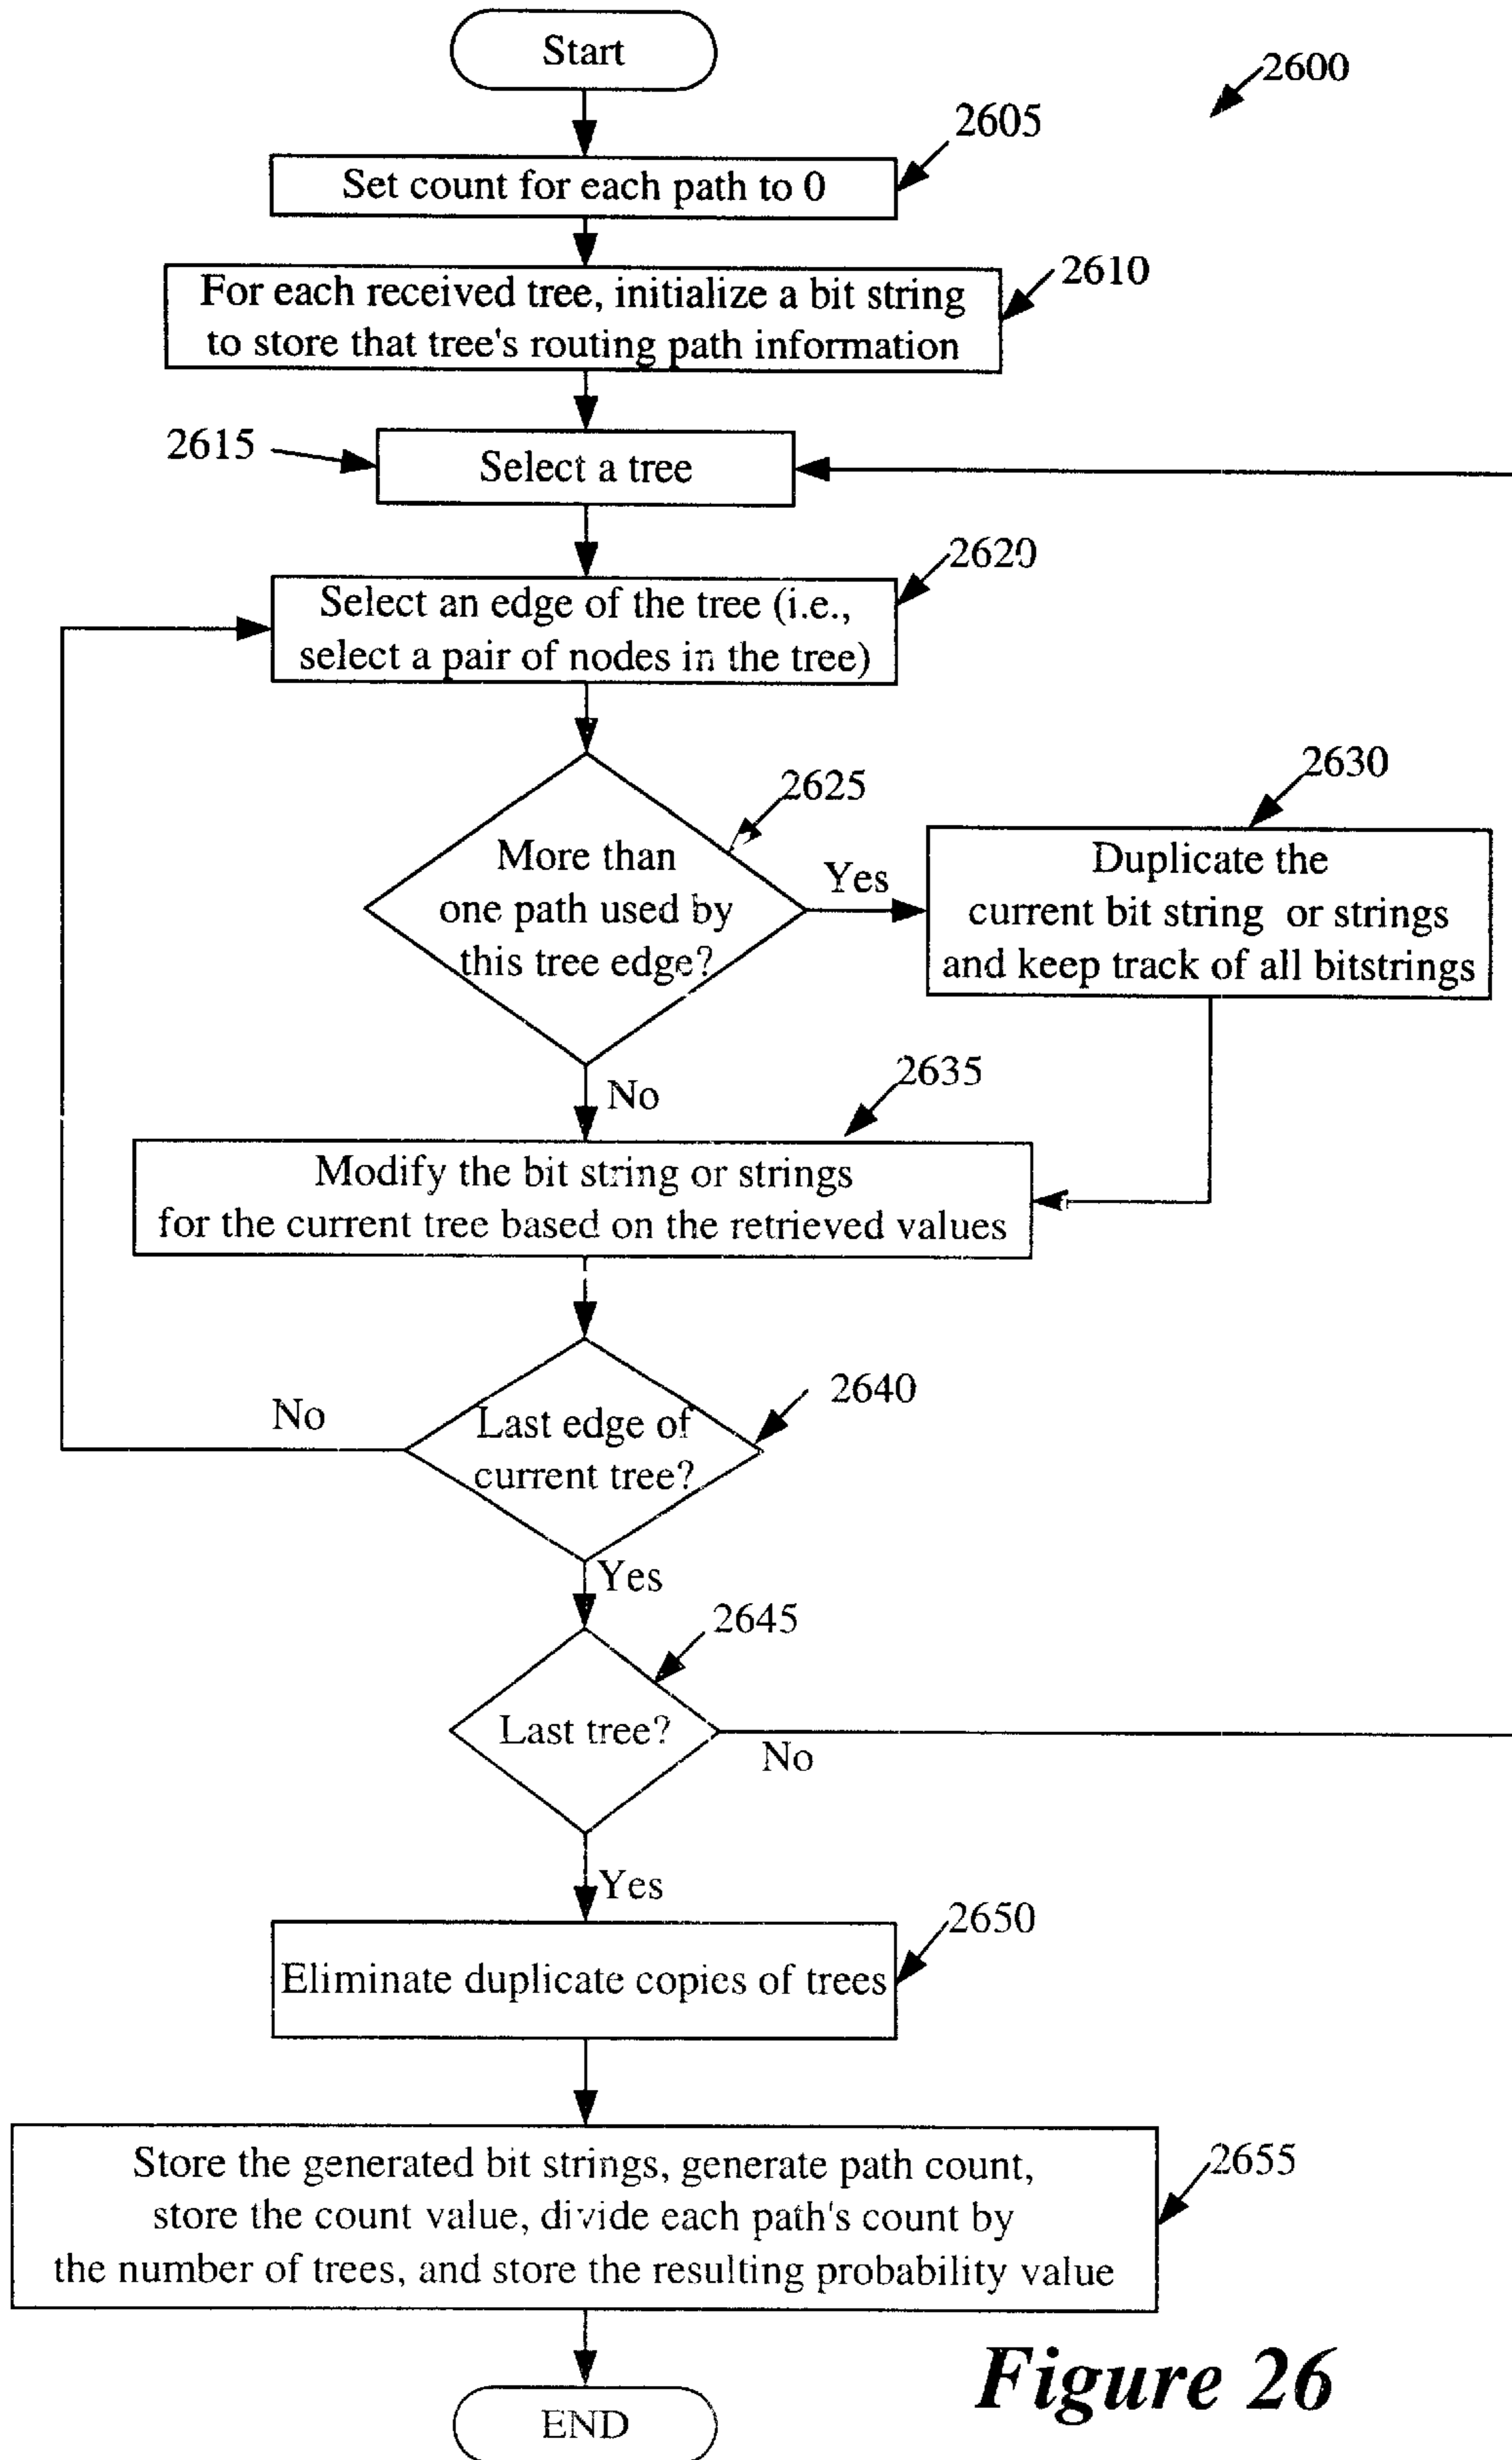 Start
2600
2605
Set count for each path to 0
2610
For each received tree, initialize a bit string
to store that tree's routing path information
2615
Select a tree
2620
Select an edge of the tree (i.e.,
select a pair of nodes in the tree)
2625
2630
More than
one path used by
this tree edge?
Yes
Duplicate the
current bit string or strings
and keep track of all bitstrings
No
2635
Modify the bit string or strings
for the current tree based on the retrieved values
2640
No
Last edge of
current tree?
Yes
2645
Last tree?
No
Yes
2650
Eliminate duplicate copies of trees
2655
Store the generated bit strings, generate path count,
store the count value, divide each path's count by
the number of trees, and store the resulting probability value
Figure 26
END